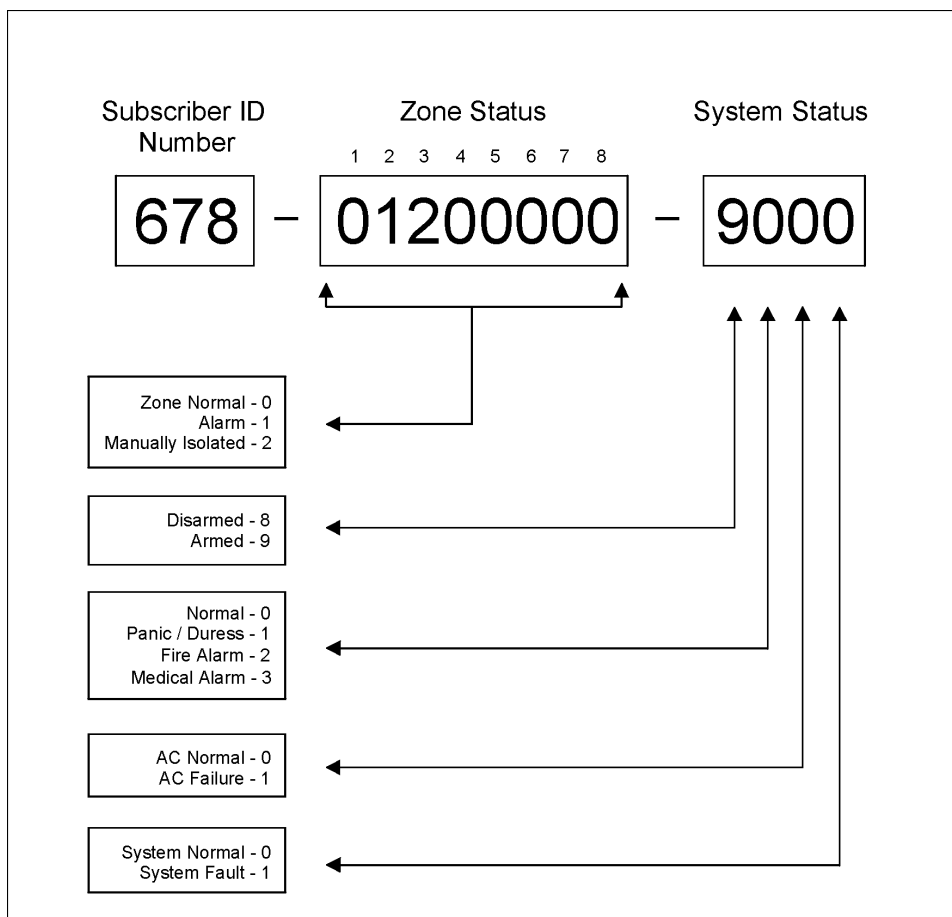 Subscriber ID
Number
Zone Status
System Status
1 2 3 4 5 6 7 8
678 - 01200000 - 9000
Zone Normal - 0
Alarm - 1
Manually Isolated - 2
Disarmed - 8
Armed - 9
Normal - 0
Panic / Duress - 1
Fire Alarm - 2
Medical Alarm - 3
AC Normal - 0
AC Failure - 1
System Normal - 0
System Fault - 1